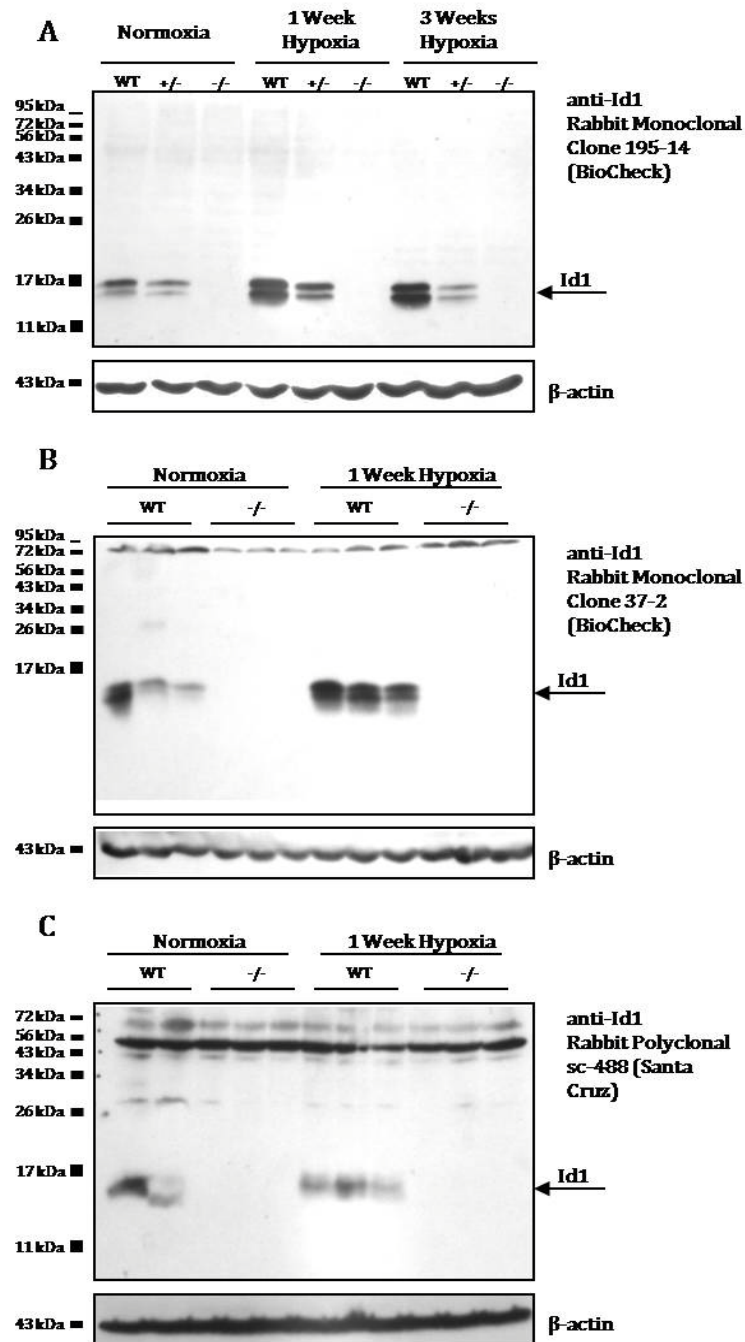 A
Normoxia
1 Week
Hypoxia
3 Weeks
Hypoxia
WT +/- -/- WT +/- -/- WT +/- -/-
95kDa
72kDa
56kDa
43kDa
34kDa
26kDa
17kDa
11kDa
anti-Id1
Rabbit Monoclonal
Clone 195-14
(BioCheck)
Id1
43kDa
β-actin
B
Normoxia 1 Week Hypoxia
WT -/- WT -/-
95kDa
72kDa
56kDa
43kDa
34kDa
26kDa
17kDa
anti-Id1
Rabbit Monoclonal
Clone 37-2
(BioCheck)
Id1
43kDa
β-actin
C
Normoxia 1 Week Hypoxia
WT -/- WT -/-
72kDa
56kDa
43kDa
34kDa
26kDa
17kDa
11kDa
anti-Id1
Rabbit Polyclonal
sc-488 (Santa
Cruz)
Id1
43kDa
β-actin